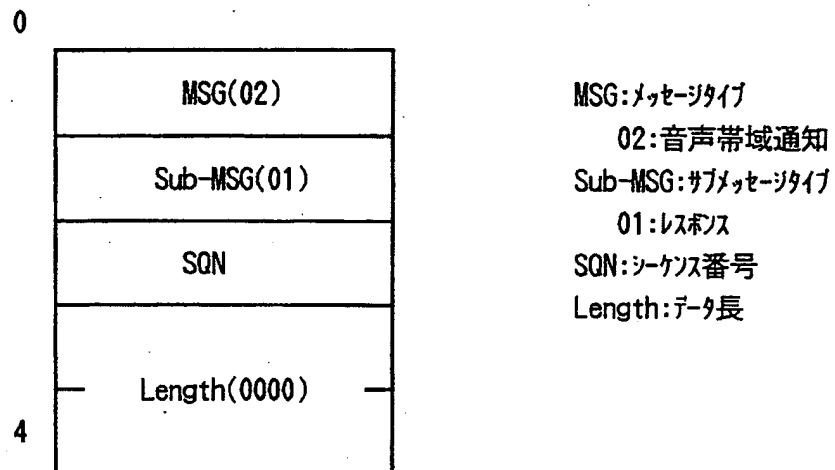 0
MSG(02)
Sub-MSG(01)
SQN
Length(0000)
4
MSG:メッセージタイプ
02:音声帯域通知
Sub-MSG:サブメッセージタイプ
01:レスポンス
SQN:シーケンス番号
Length:データ長